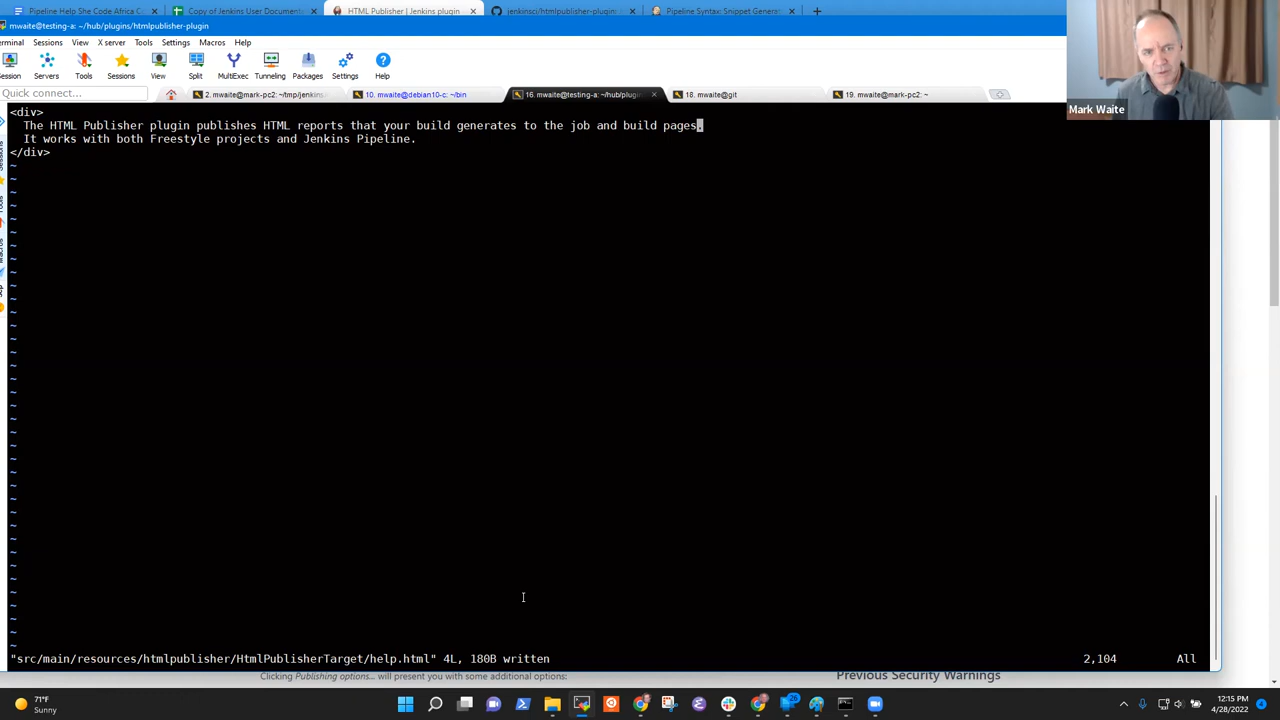 Pipeline Help She Code Africa C
Copy of Jenkins User Documenta
HTML Publisher | Jenkins plugin
jenkinsci/htmlpublisher-plugin:
Pipeline Syntax: Snippet Genera
mwaite@testing-a: ~/hub/plugins/htmlpublisher-plugin
erminal Sessions View X server Tools Settings Macros Help
Session Servers Tools Sessions View Split MultiExec Tunneling Packages Settings Help
Quick connect...
2. mwaite@mark-pc2: ~/tmp/jenkins.
10. mwaite@debian10-c: ~/bin
16. mwaite@testing-a: ~/hub/plugi
18. mwaite@git
19. mwaite@mark-pc2: ~
Mark Waite
<div>
The HTML Publisher plugin publishes HTML reports that your build generates to the job and build pages.
It works with both Freestyle projects and Jenkins Pipeline.
</div>
"src/main/resources/htmlpublisher/HtmlPublisherTarget/help.html" 4L, 180B written
2,104
All
Clicking Publishing options... will present you with some additional options:
Previous Security Warnings
71°F
Sunny
26
12:15 PM
4/28/2022